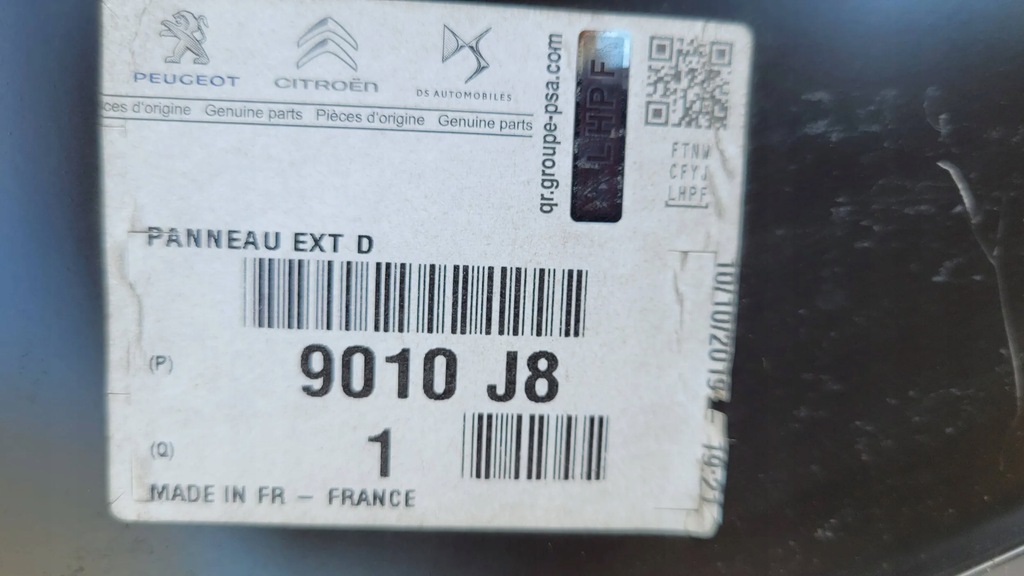 PEUGEOT
CITROËN
DS AUTOMOBILES
ces d'origine Genuine parts Pièces d'origine Genuine parts
qr.groupe-psa.com
LHPF
FTNW
CFYJ
LHPF
PANNEAU EXT D
(P)
9010 J8
(Q)
1
MADE IN FR – FRANCE